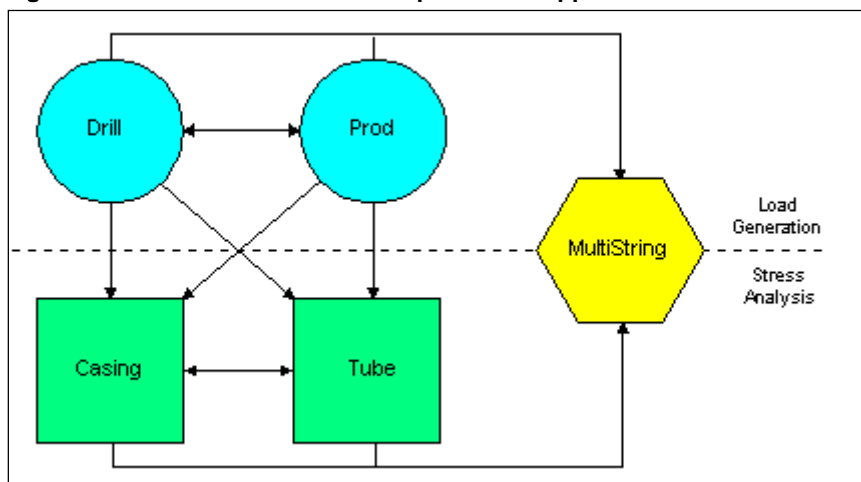 Drill
Prod
Load
Generation
MultiString
Stress
Analysis
Casing
Tube